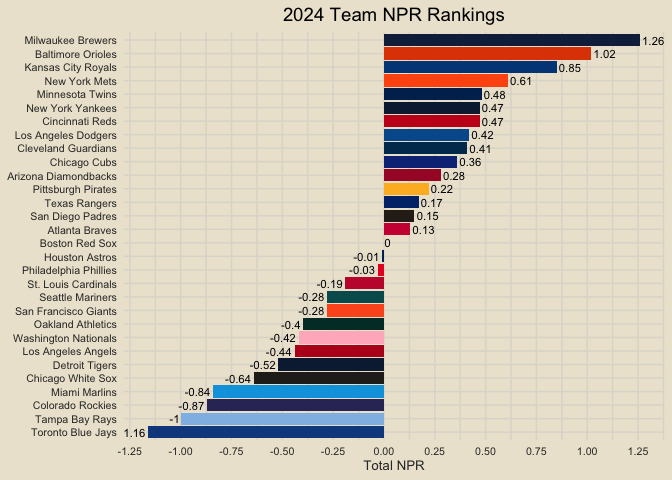 2024 Team NPR Rankings
Milwaukee Brewers 1.26
Baltimore Orioles 1.02
Kansas City Royals 0.85
New York Mets 0.61
Minnesota Twins 0.48
New York Yankees 0.47
Cincinnati Reds 0.47
Los Angeles Dodgers 0.42
Cleveland Guardians 0.41
Chicago Cubs 0.36
Arizona Diamondbacks 0.28
Pittsburgh Pirates 0.22
Texas Rangers 0.17
San Diego Padres 0.15
Atlanta Braves 0.13
Boston Red Sox 0
Houston Astros -0.01
Philadelphia Phillies -0.03
St. Louis Cardinals -0.19
Seattle Mariners -0.28
San Francisco Giants -0.28
Oakland Athletics -0.4
Washington Nationals -0.42
Los Angeles Angels -0.44
Detroit Tigers -0.52
Chicago White Sox -0.64
Miami Marlins -0.84
Colorado Rockies -0.87
Tampa Bay Rays -1
Toronto Blue Jays 1.16
-1.25 -1.00 -0.75 -0.50 -0.25 0.00 0.25 0.50 0.75 1.00 1.25
Total NPR